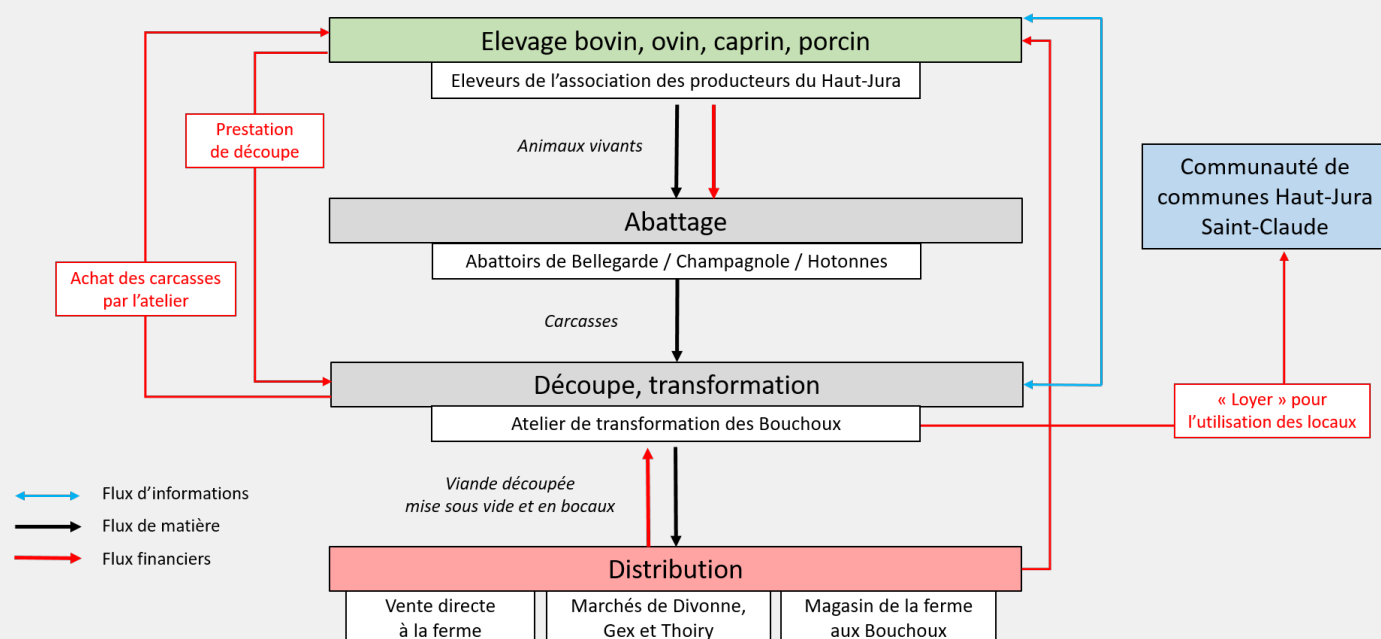 Elevage bovin, ovin, caprin, porcin
Eleveurs de l’association des producteurs du Haut-Jura
Prestation
de découpe
Animaux vivants
Communauté de
communes Haut-Jura
Saint-Claude
Abattage
Abattoirs de Bellegarde / Champagnole / Hotonnes
Achat des carcasses
par l’atelier
Carcasses
Découpe, transformation
Atelier de transformation des Bouchoux
« Loyer » pour
l’utilisation des locaux
Viande découpée
mise sous vide et en bocaux
Flux d’informations
Flux de matière
Flux financiers
Distribution
Vente directe
à la ferme
Marchés de Divonne,
Gex et Thoiry
Magasin de la ferme
aux Bouchoux